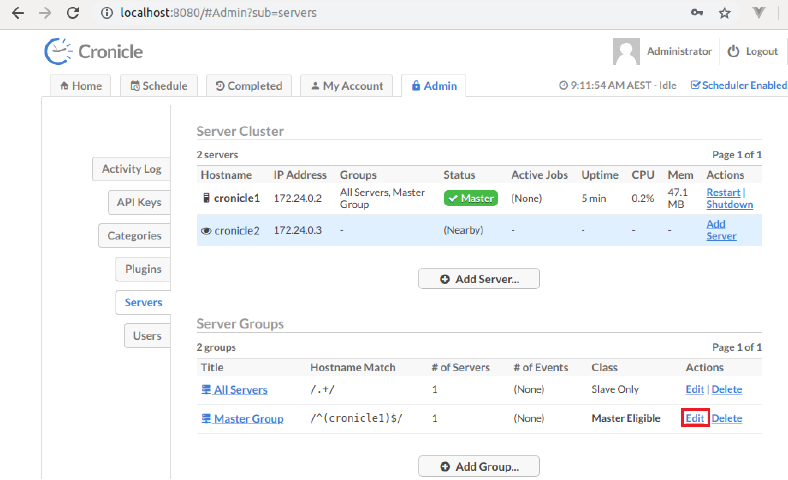 localhost:8080/#Admin?sub=servers
Cronicle
Administrator
Logout
Home
Schedule
Completed
My Account
Admin
9:11:54 AM AEST - Idle
Scheduler Enabled
Activity Log
API Keys
Categories
Plugins
Servers
Users
Server Cluster
2 servers Page 1 of 1
Hostname IP Address Groups Status Active Jobs Uptime CPU Mem Actions
cronicle1 172.24.0.2 All Servers, Master Group Master (None) 5 min 0.2% 47.1 MB Restart | Shutdown
cronicle2 172.24.0.3 - (Nearby) - - - - Add Server
Add Server...
Server Groups
2 groups Page 1 of 1
Title Hostname Match # of Servers # of Events Class Actions
All Servers /.+/ 1 (None) Slave Only Edit | Delete
Master Group /^(cronicle1)$/ 1 (None) Master Eligible Edit Delete
Add Group...